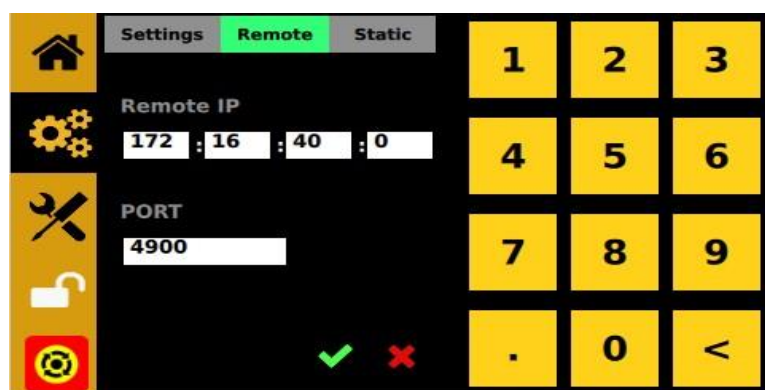 Settings Remote Static
Remote IP
172 : 16 : 40 : 0
PORT
4900
1 2 3
4 5 6
7 8 9
. 0 <